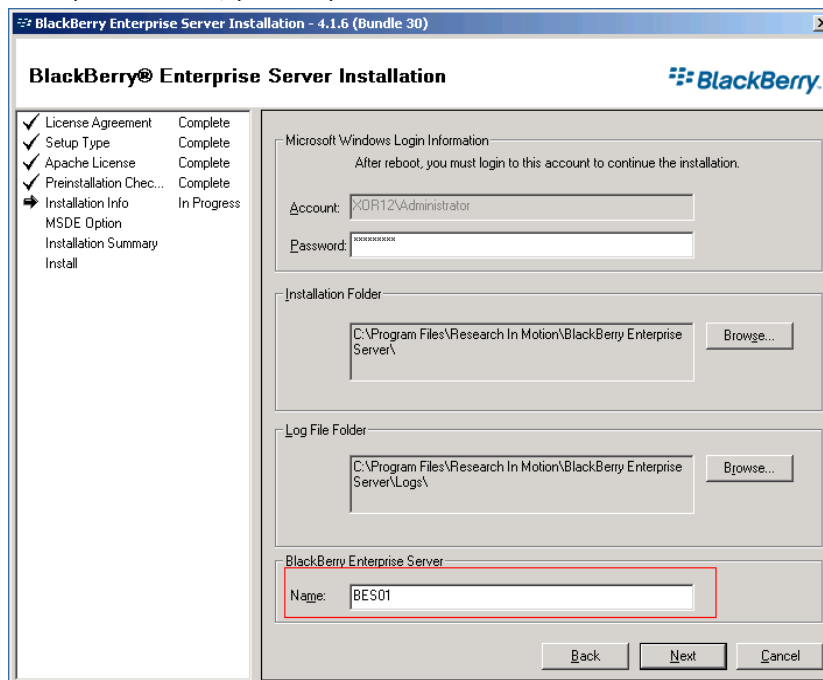 BlackBerry Enterprise Server Installation - 4.1.6 (Bundle 30)
BlackBerry® Enterprise Server Installation
BlackBerry.
License Agreement Complete
Setup Type Complete
Apache License Complete
Preinstallation Chec... Complete
Installation Info In Progress
MSDE Option
Installation Summary
Install
Microsoft Windows Login Information
After reboot, you must login to this account to continue the installation.
Account: XOR12\Administrator
Password: xxxxxxxxx
Installation Folder
C:\Program Files\Research In Motion\BlackBerry Enterprise
Server\
Browse...
Log File Folder
C:\Program Files\Research In Motion\BlackBerry Enterprise
Server\Logs\
Browse...
BlackBerry Enterprise Server
Name: BES01
Back Next Cancel